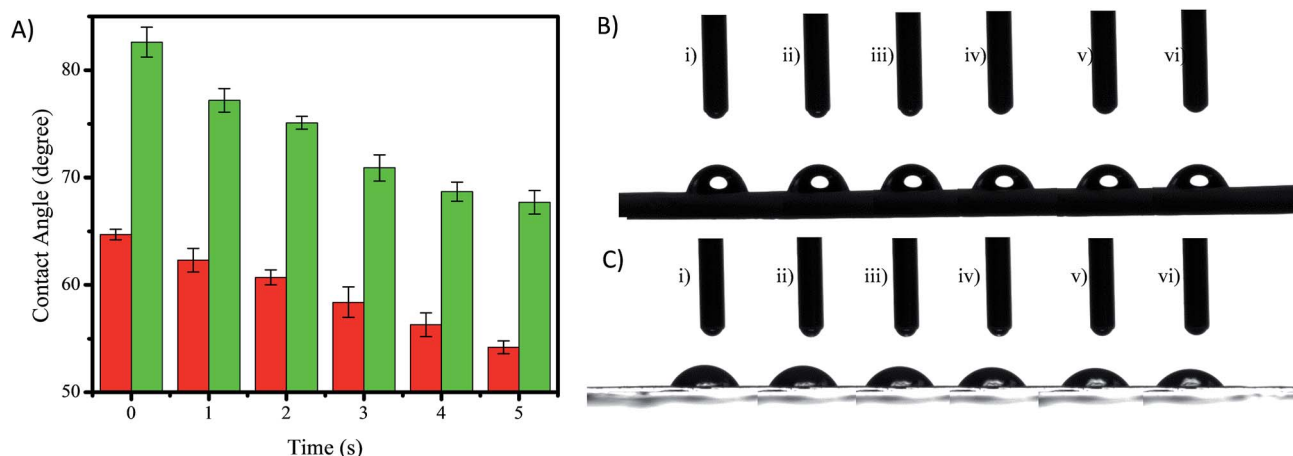 A)
Contact Angle (degree)
80
70
60
50
0 1 2 3 4 5
Time (s)
B)
i) ii) iii) iv) v) vi)
C)
i) ii) iii) iv) v) vi)